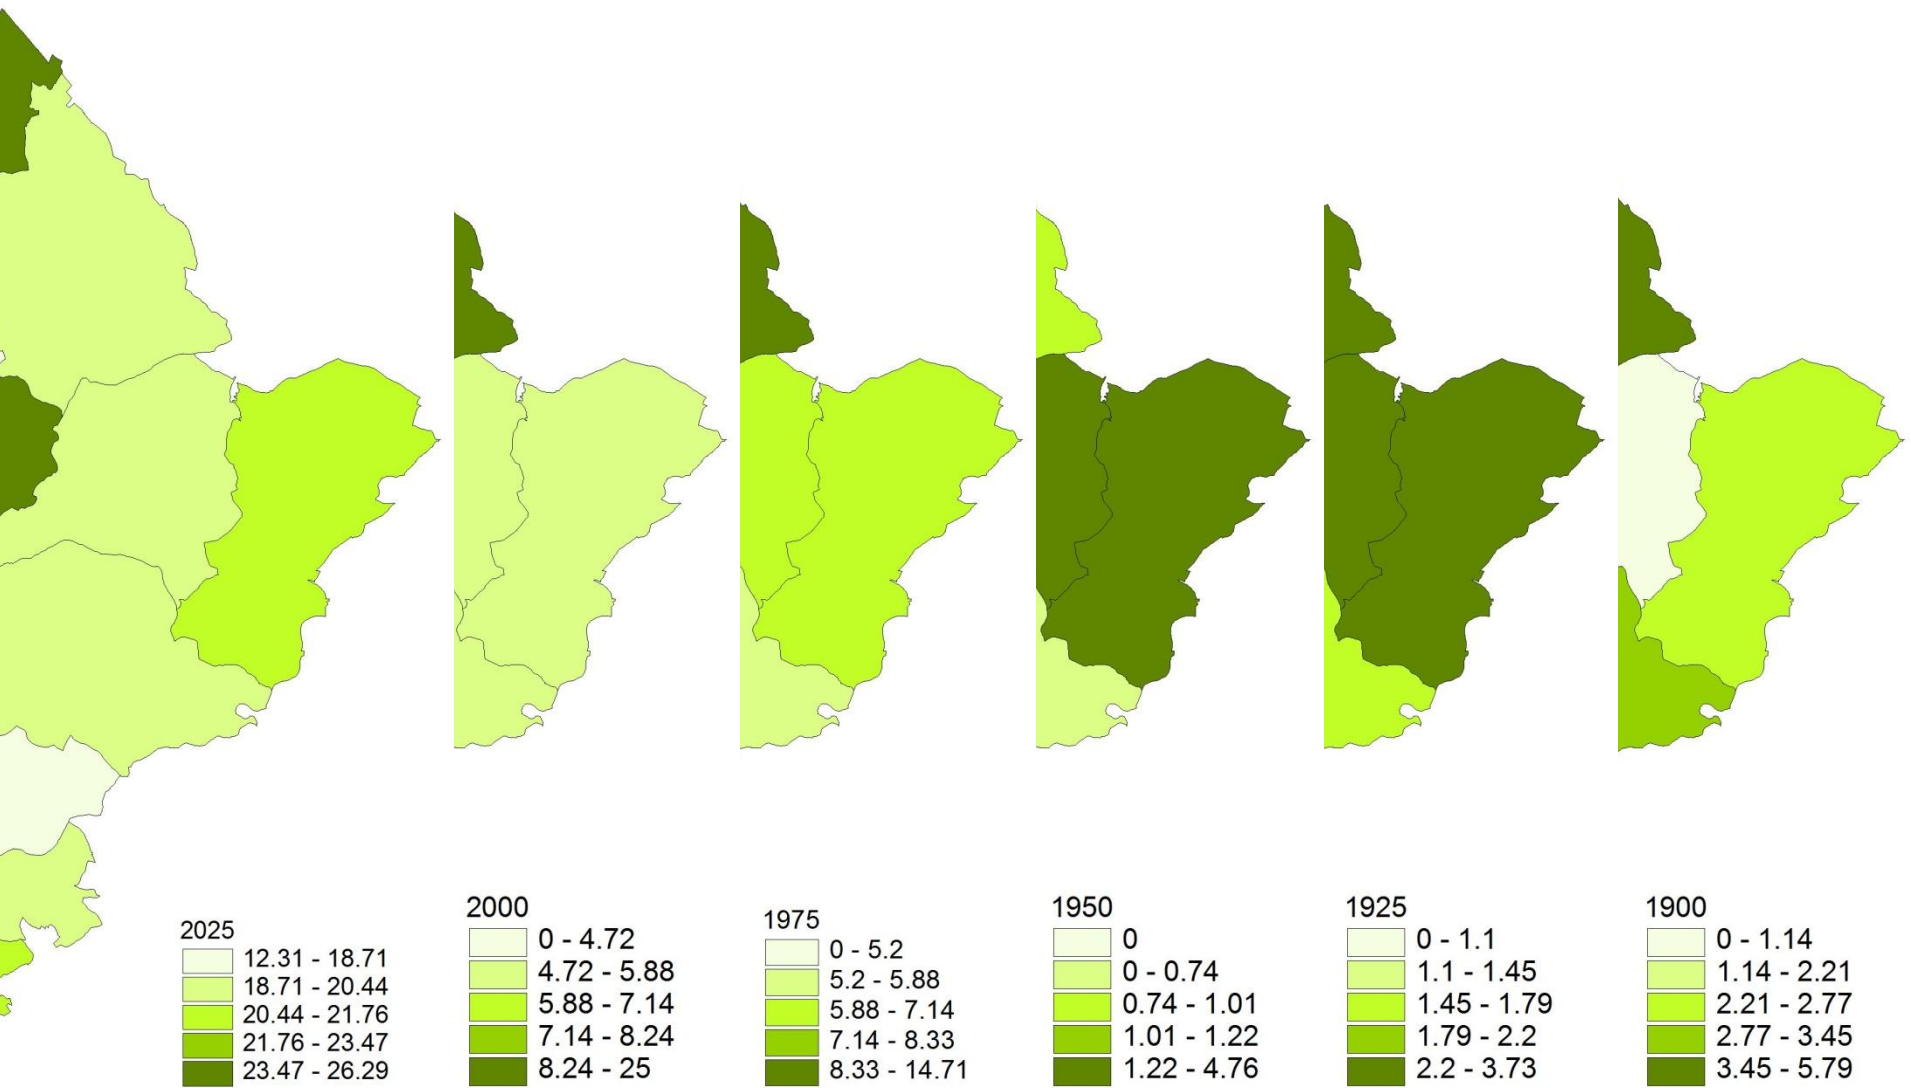 2025
12.31 - 18.71
18.71 - 20.44
20.44 - 21.76
21.76 - 23.47
23.47 - 26.29
2000
0 - 4.72
4.72 - 5.88
5.88 - 7.14
7.14 - 8.24
8.24 - 25
1975
0 - 5.2
5.2 - 5.88
5.88 - 7.14
7.14 - 8.33
8.33 - 14.71
1950
0
0 - 0.74
0.74 - 1.01
1.01 - 1.22
1.22 - 4.76
1925
0 - 1.1
1.1 - 1.45
1.45 - 1.79
1.79 - 2.2
2.2 - 3.73
1900
0 - 1.14
1.14 - 2.21
2.21 - 2.77
2.77 - 3.45
3.45 - 5.79